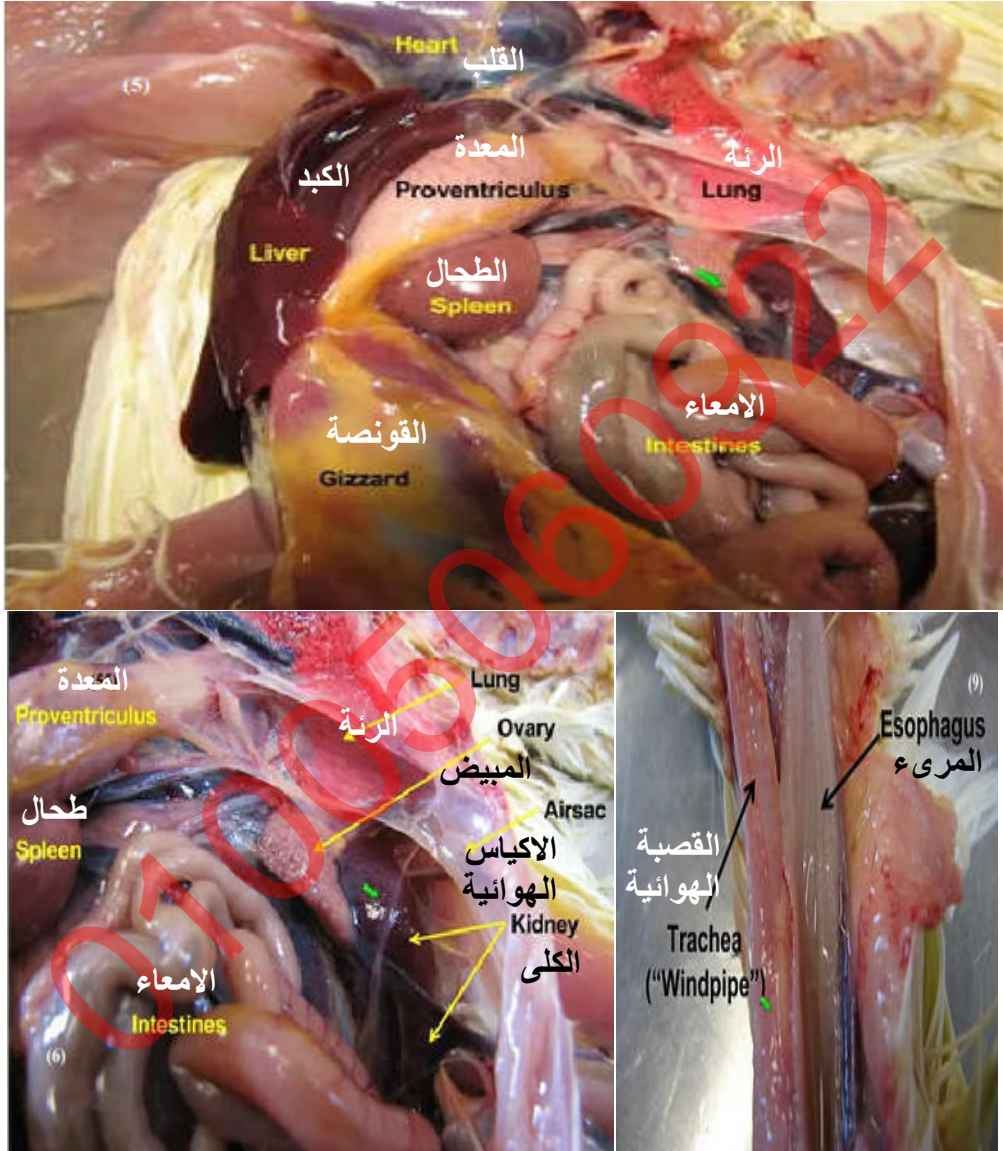 Heart
القلب
(5)
المعدة
Proventriculus
الرئة
Lung
الكبد
Liver
الطحال
Spleen
الامعاء
Intestines
القونصة
Gizzard
المعدة
Proventriculus
Lung
الرئة
Ovary
المبيض
طحال
Spleen
Airsac
الاكياس
الهوائية
Kidney
الكلى
الامعاء
Intestines
(6)
(9)
Esophagus
المرىء
القصبة
الهوائية
Trachea
("Windpipe")
01005060922